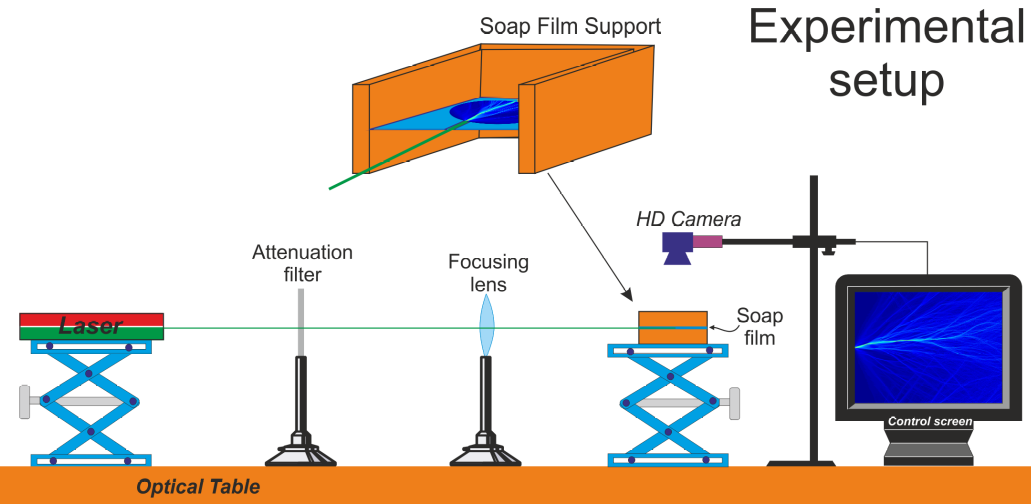 Experimental
setup
Soap Film Support
HD Camera
Attenuation
filter
Focusing
lens
Laser
Soap
film
Control screen
Optical Table